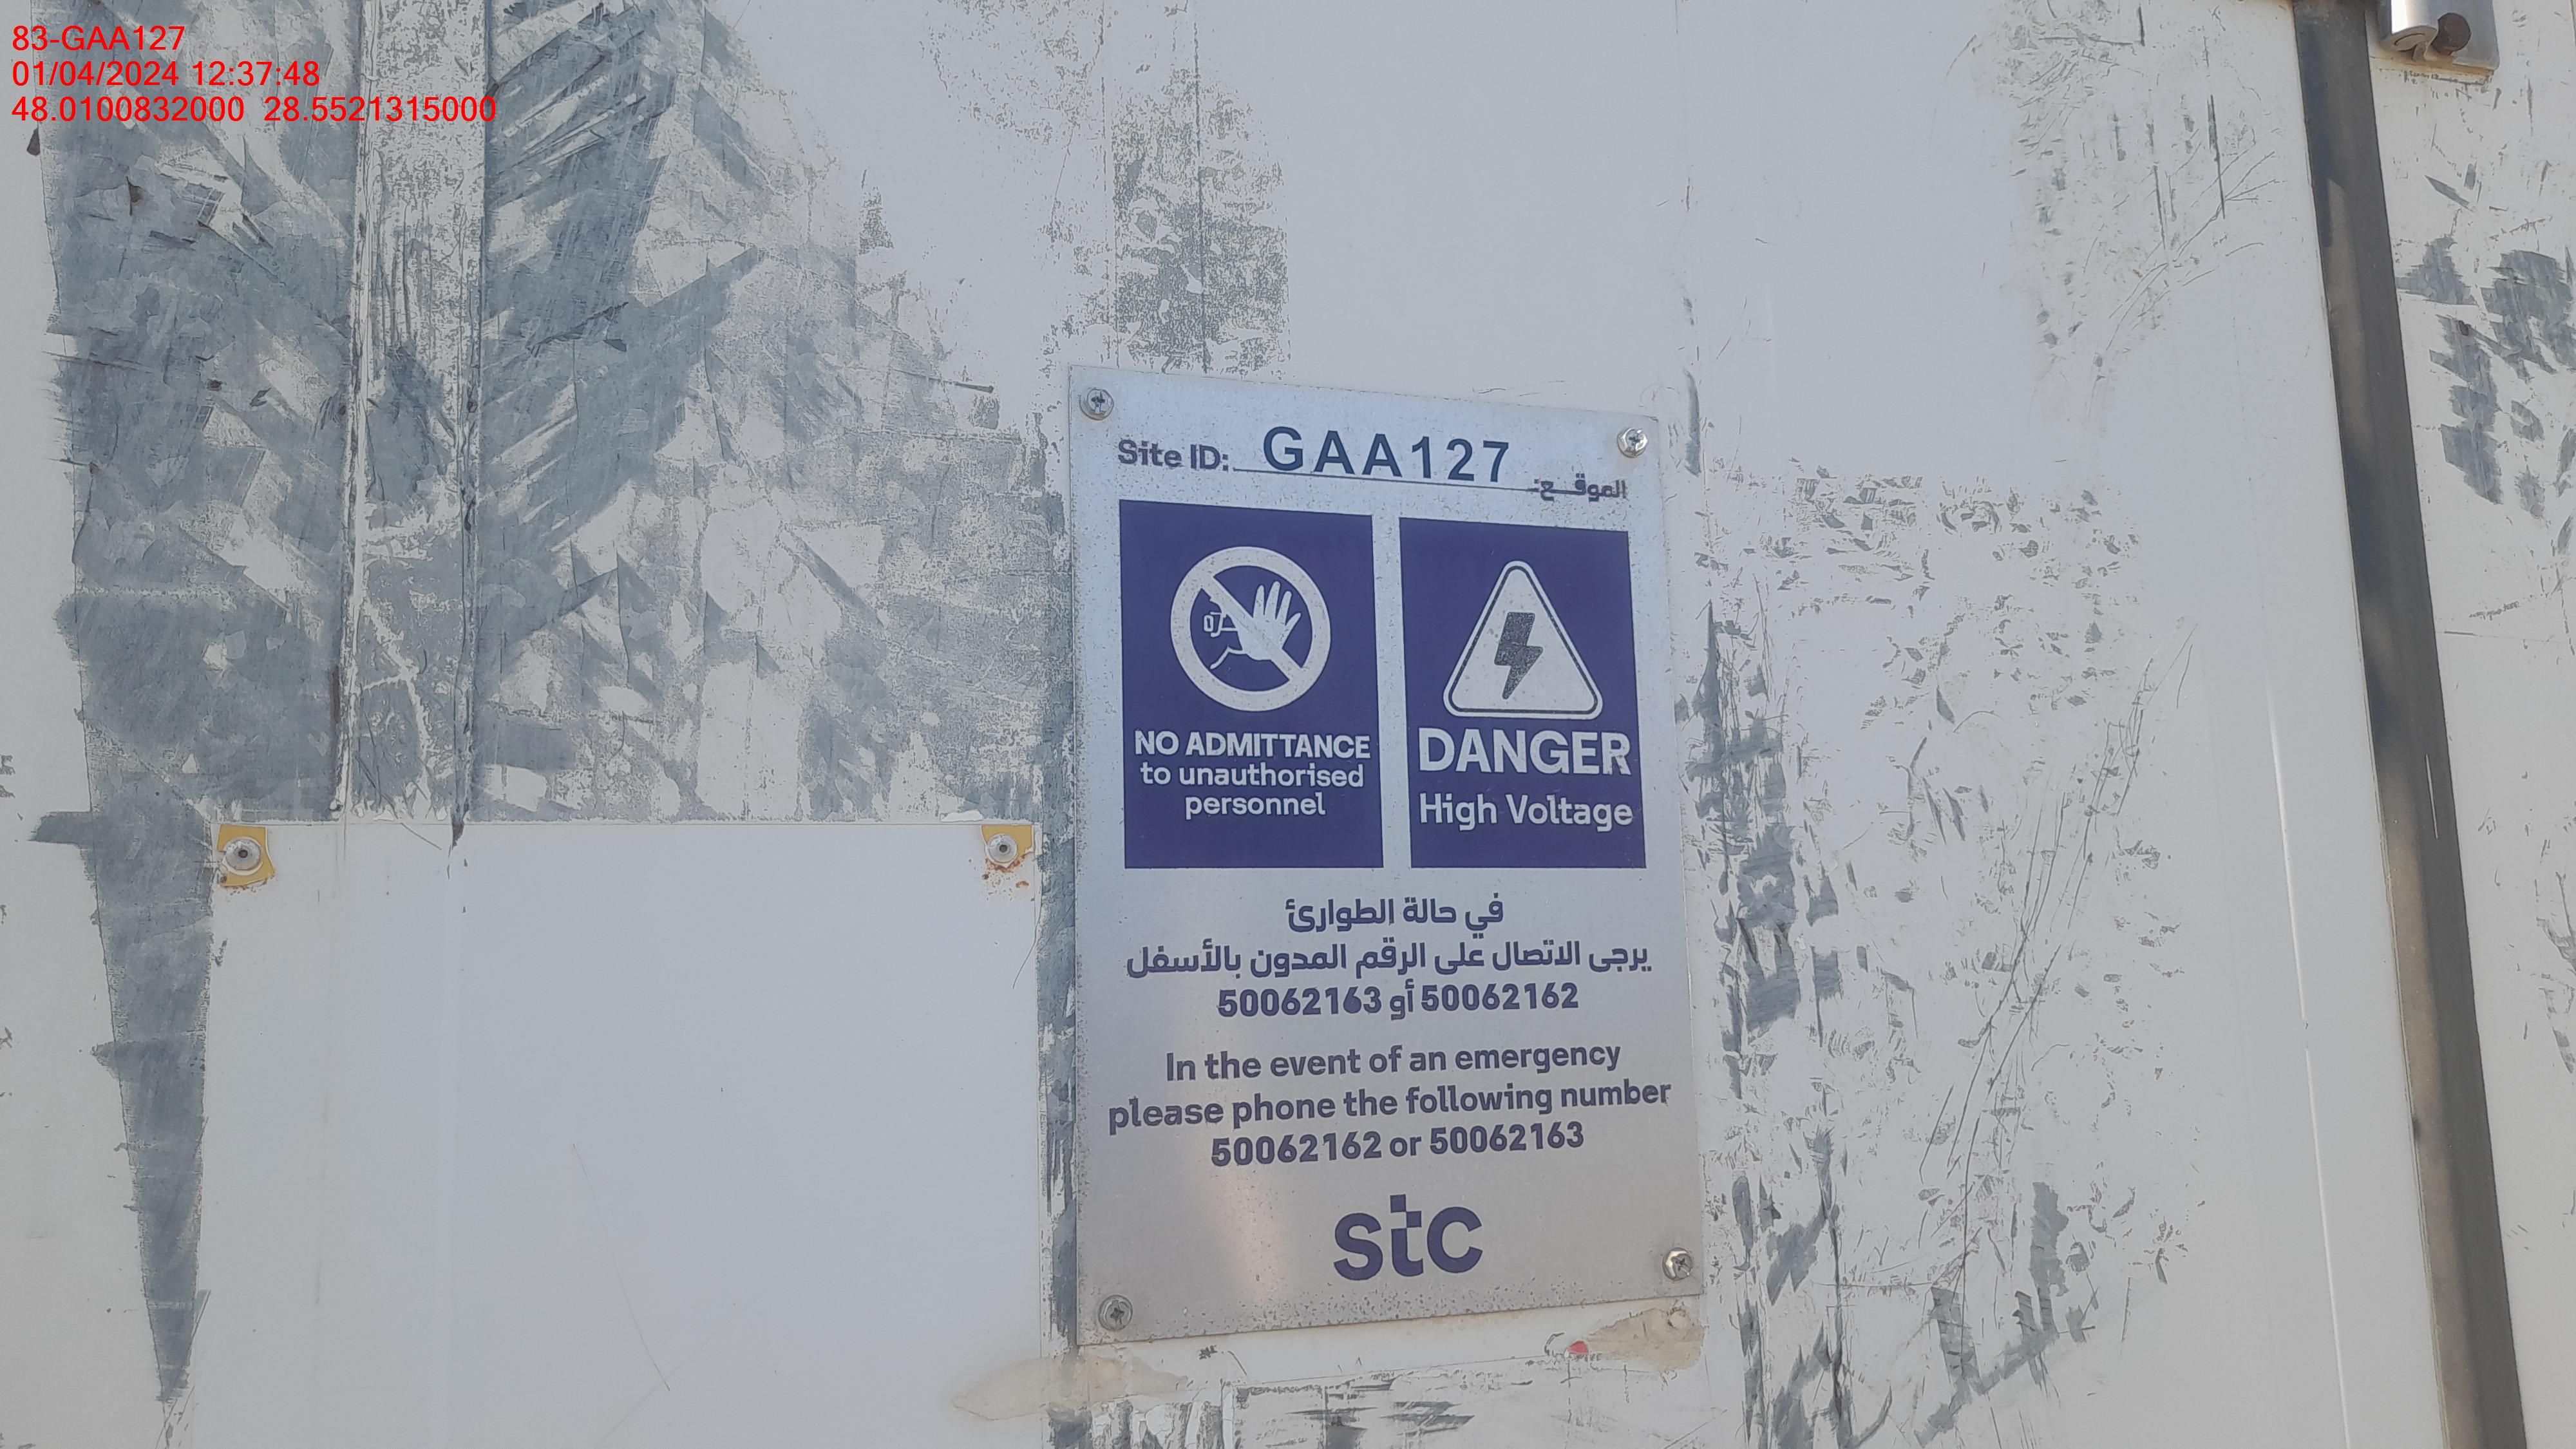 83-GAA127
01/04/2024 12:37:48
48.0100832000 28.5521315000
Site ID: GAA127 الموقع:
NO ADMITTANCE
to unauthorised
personnel
DANGER
High Voltage
في حالة الطوارئ
يرجى الاتصال على الرقم المدون بالأسفل
50062162 أو 50062163
In the event of an emergency
please phone the following number
50062162 or 50062163
stc